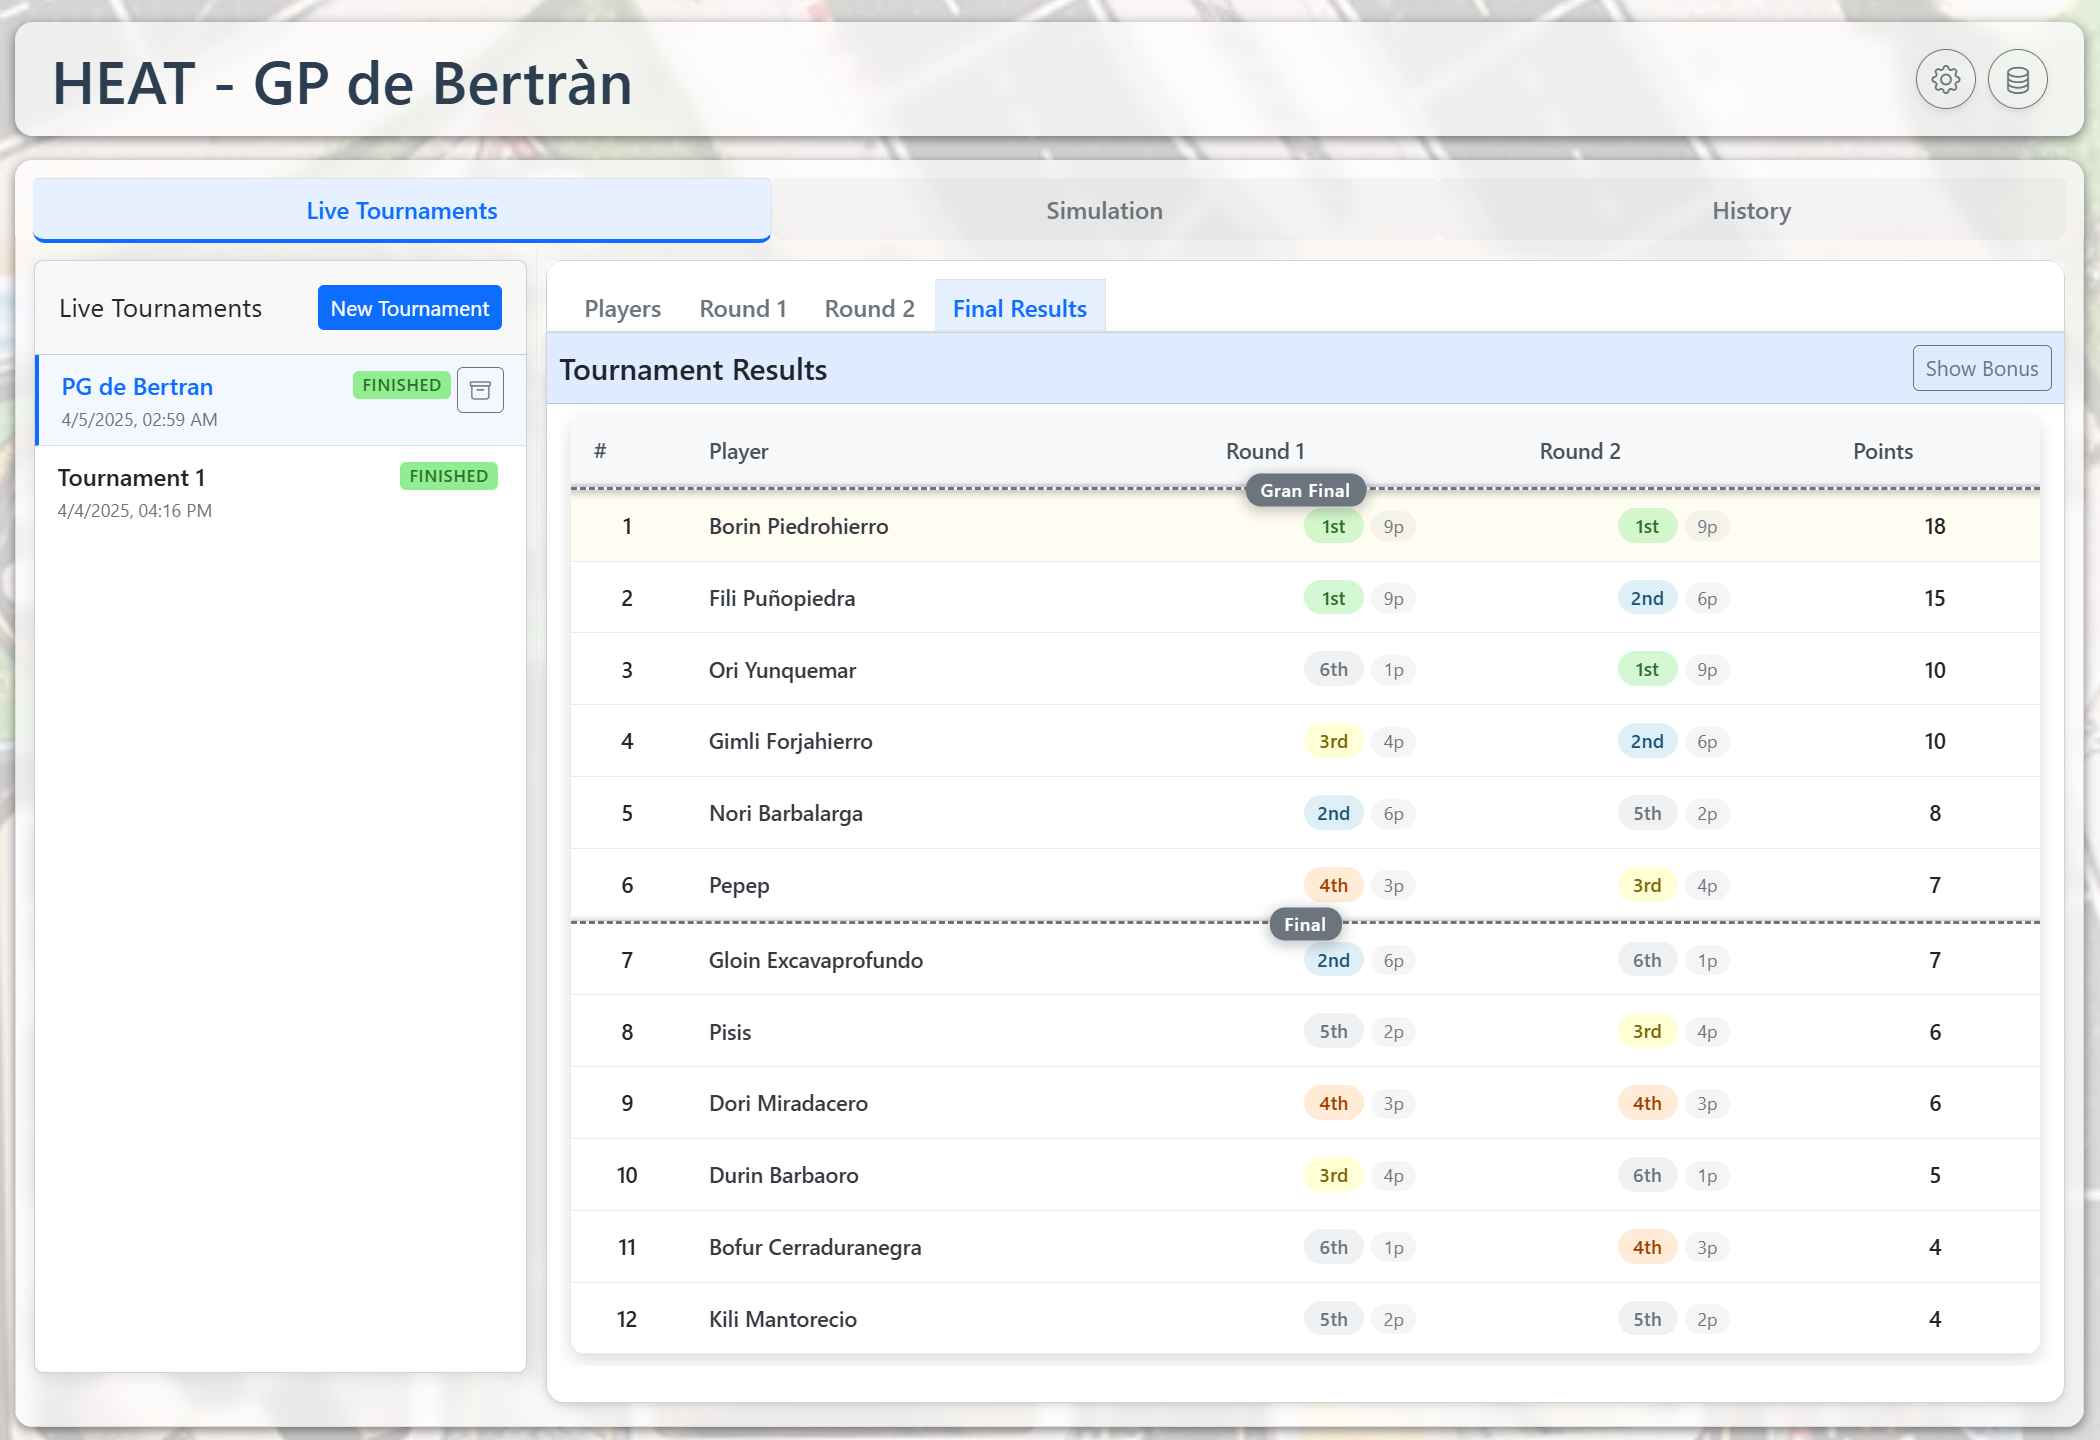 HEAT - GP de Bertràn
Live Tournaments
Simulation
History
Live Tournaments
New Tournament
PG de Bertran
FINISHED
4/5/2025, 02:59 AM
Tournament 1
FINISHED
4/4/2025, 04:16 PM
Players
Round 1
Round 2
Final Results
Tournament Results
Show Bonus
# Player Round 1 Round 2 Points
Gran Final
1 Borin Piedrohierro 1st 9p 1st 9p 18
2 Fili Puñopiedra 1st 9p 2nd 6p 15
3 Ori Yunquemar 6th 1p 1st 9p 10
4 Gimli Forjahierro 3rd 4p 2nd 6p 10
5 Nori Barbalarga 2nd 6p 5th 2p 8
6 Pepep 4th 3p 3rd 4p 7
Final
7 Gloin Excavaprofundo 2nd 6p 6th 1p 7
8 Pisis 5th 2p 3rd 4p 6
9 Dori Miradacero 4th 3p 4th 3p 6
10 Durin Barbaoro 3rd 4p 6th 1p 5
11 Bofur Cerraduranegra 6th 1p 4th 3p 4
12 Kili Mantorecio 5th 2p 5th 2p 4